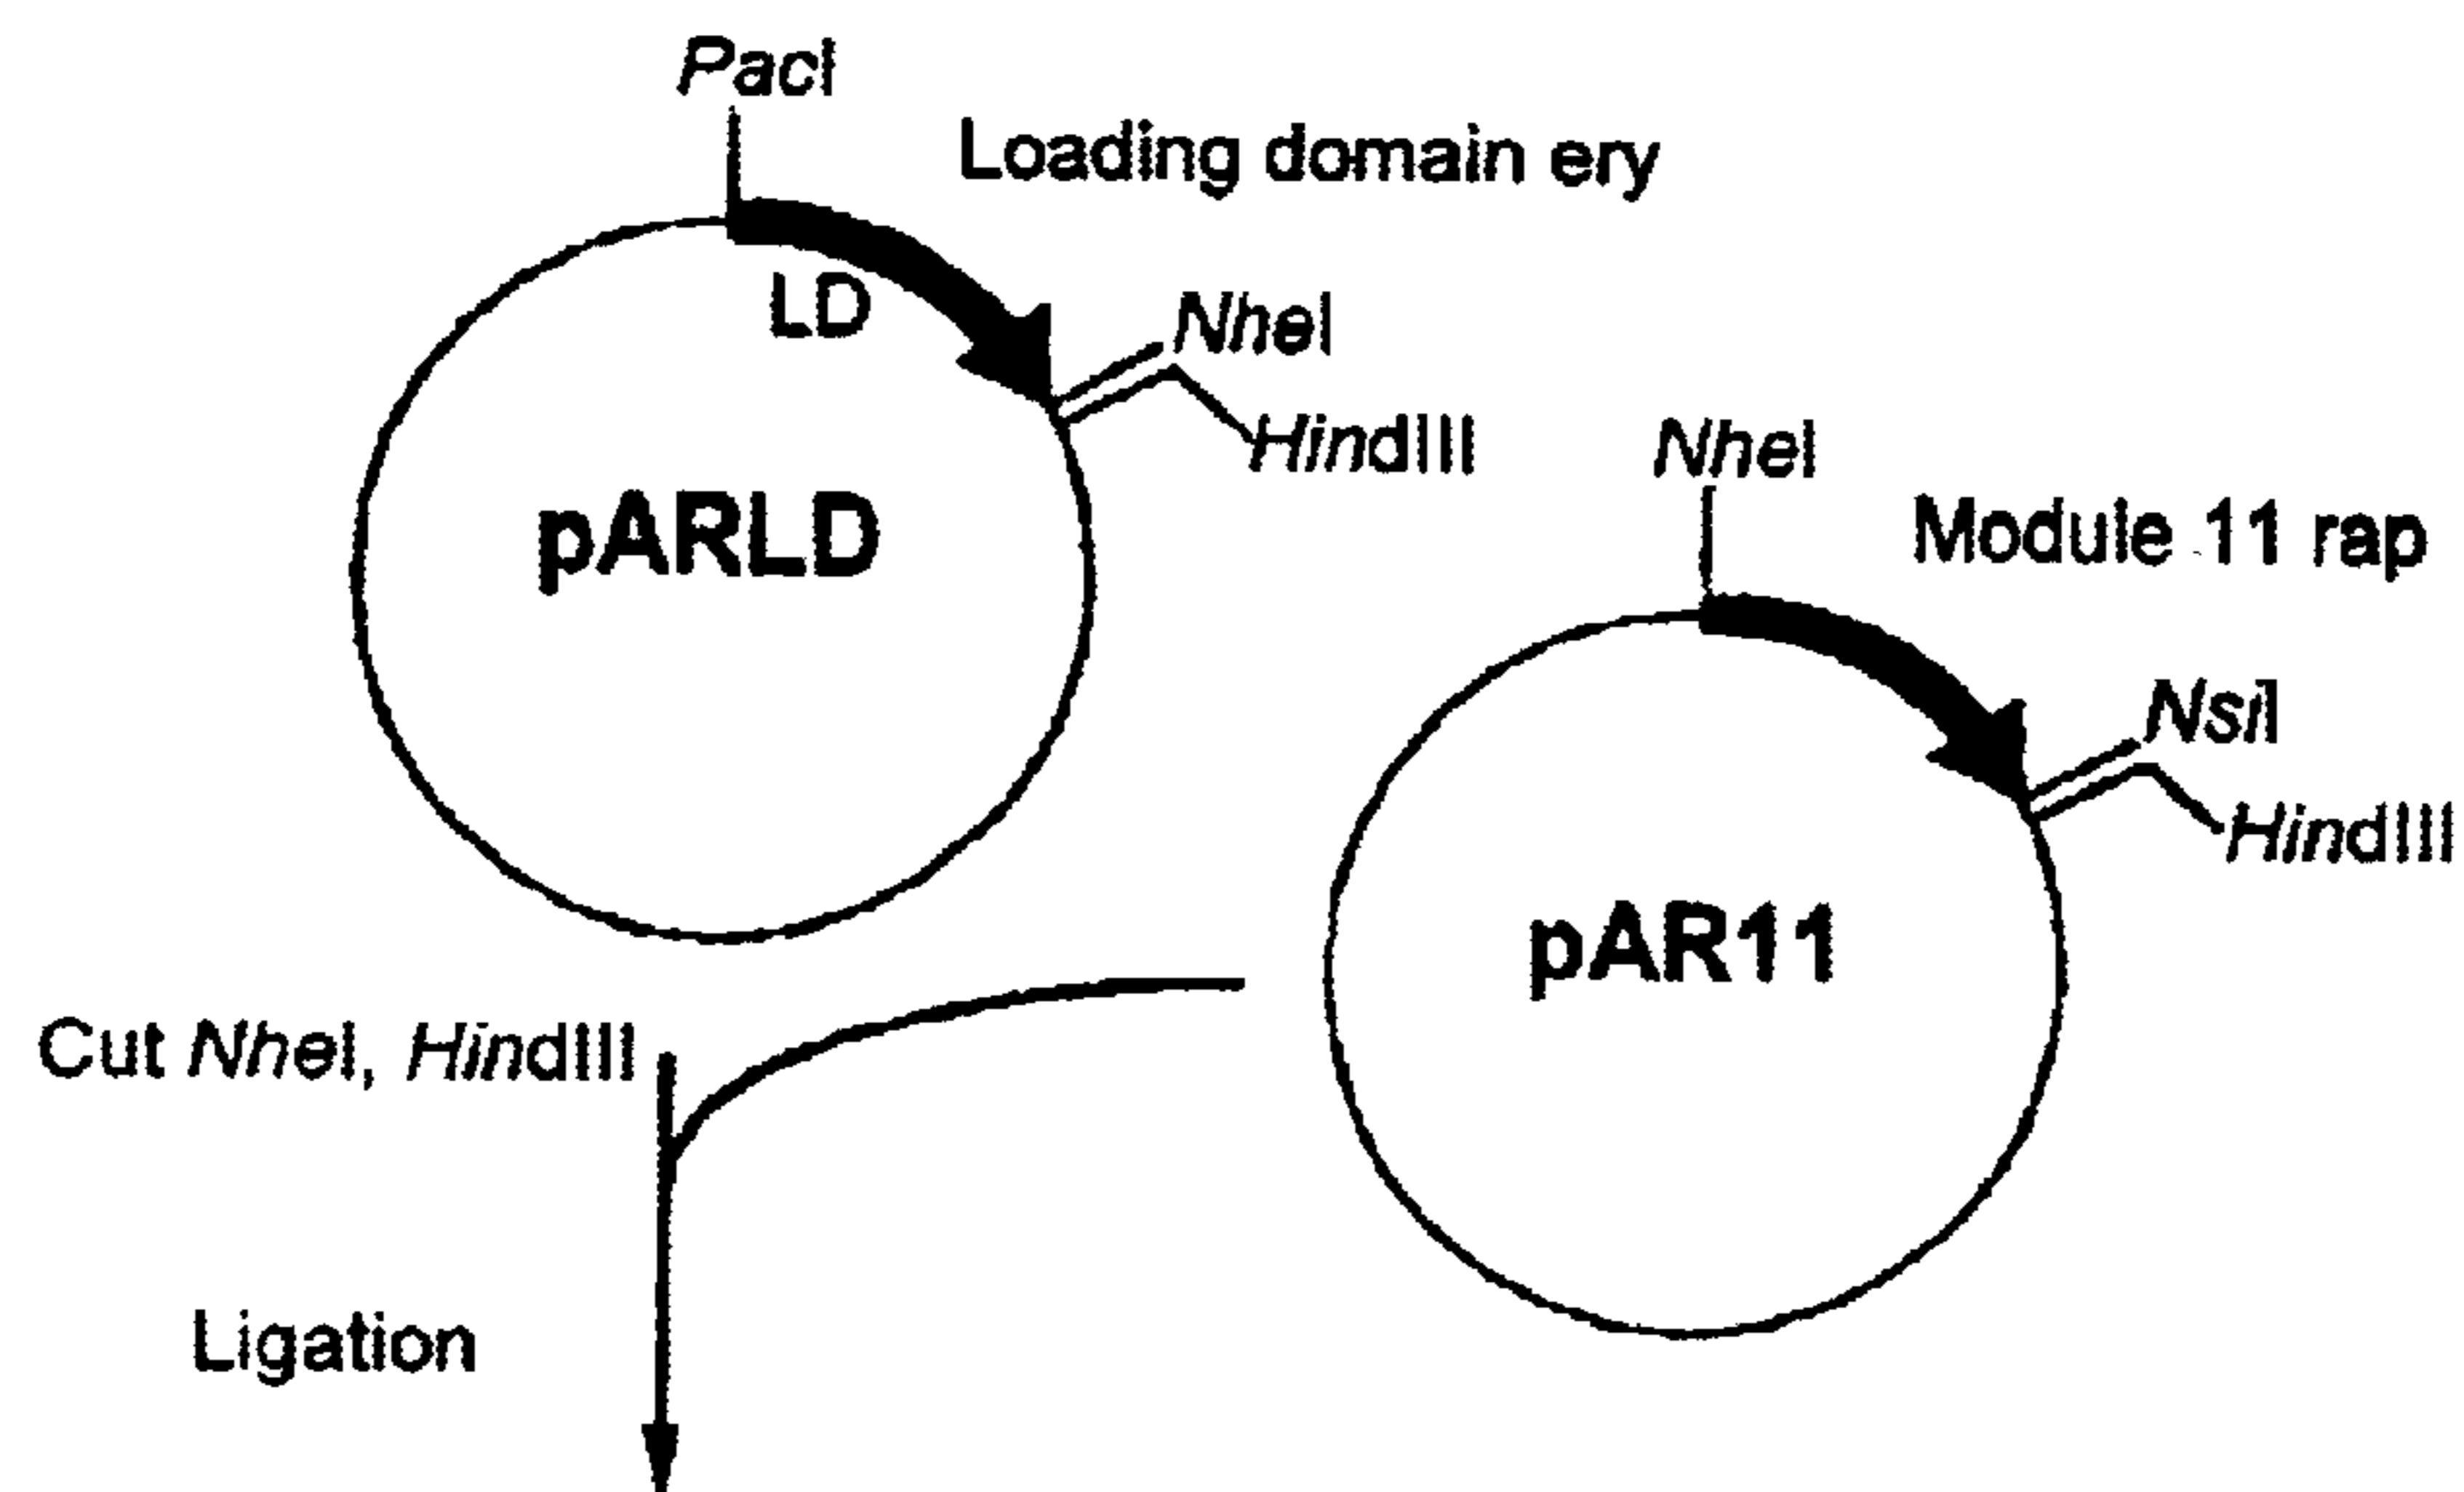 PacI
Loading domain ery
LD
NheI
HindIII
pARLD
NheI
Module 11 rap
NsiI
HindIII
pAR11
Cut NheI, HindIII
Ligation